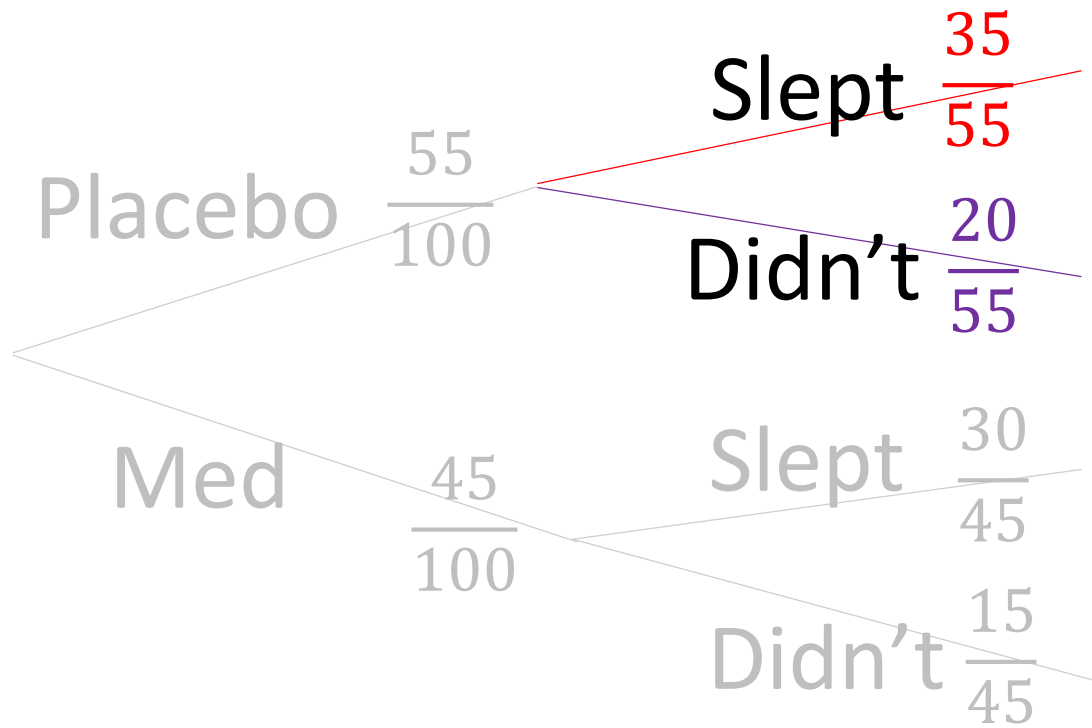 Slept 35/55
Placebo 55/100
Didn’t 20/55
Med 45/100
Slept 30/45
Didn’t 15/45